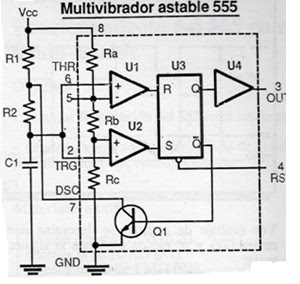 Multivibrador astable 555
Vcc
8
R1
Ra
THR
U1
U3
U4
6
+
-
R
Q
3
OUT
5
R2
Rb
U2
+
-
S
Q
2
TRG
4
RS
C1
Rc
DSC
7
Q1
GND